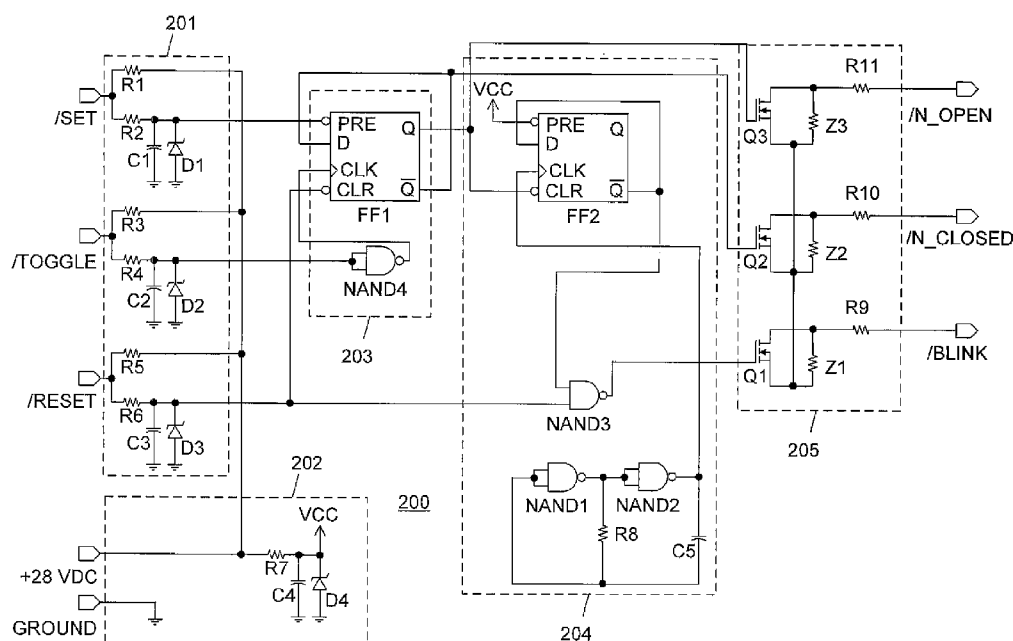 201
R1
/SET
R2
C1
D1
R3
/TOGGLE
R4
C2
D2
R5
/RESET
R6
C3
D3
202
VCC
+28 VDC
R7
C4
D4
GROUND
200
PRE
D
CLK
CLR
Q
Q̅
FF1
NAND4
203
VCC
PRE
D
CLK
CLR
Q
Q̅
FF2
NAND3
NAND1
NAND2
R8
C5
204
R11
/N_OPEN
Q3
Z3
R10
/N_CLOSED
Q2
Z2
R9
/BLINK
Q1
Z1
205